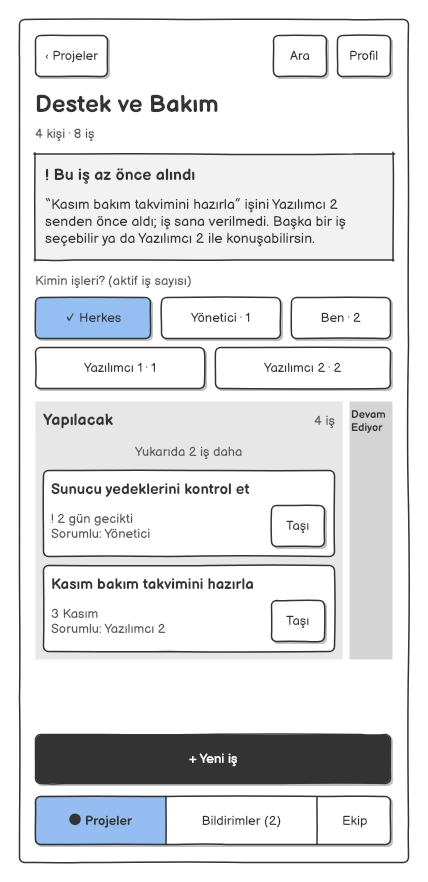 ‹ Projeler
Ara
Profil
Destek ve Bakım
4 kişi · 8 iş
! Bu iş az önce alındı
“Kasım bakım takvimini hazırla” işini Yazılımcı 2
senden önce aldı; iş sana verilmedi. Başka bir iş
seçebilir ya da Yazılımcı 2 ile konuşabilirsin.
Kimin işleri? (aktif iş sayısı)
✓ Herkes
Yönetici · 1
Ben · 2
Yazılımcı 1 · 1
Yazılımcı 2 · 2
Yapılacak
4 iş
Devam
Ediyor
Yukarıda 2 iş daha
Sunucu yedeklerini kontrol et
! 2 gün gecikti
Sorumlu: Yönetici
Taşı
Kasım bakım takvimini hazırla
3 Kasım
Sorumlu: Yazılımcı 2
Taşı
+ Yeni iş
● Projeler
Bildirimler (2)
Ekip